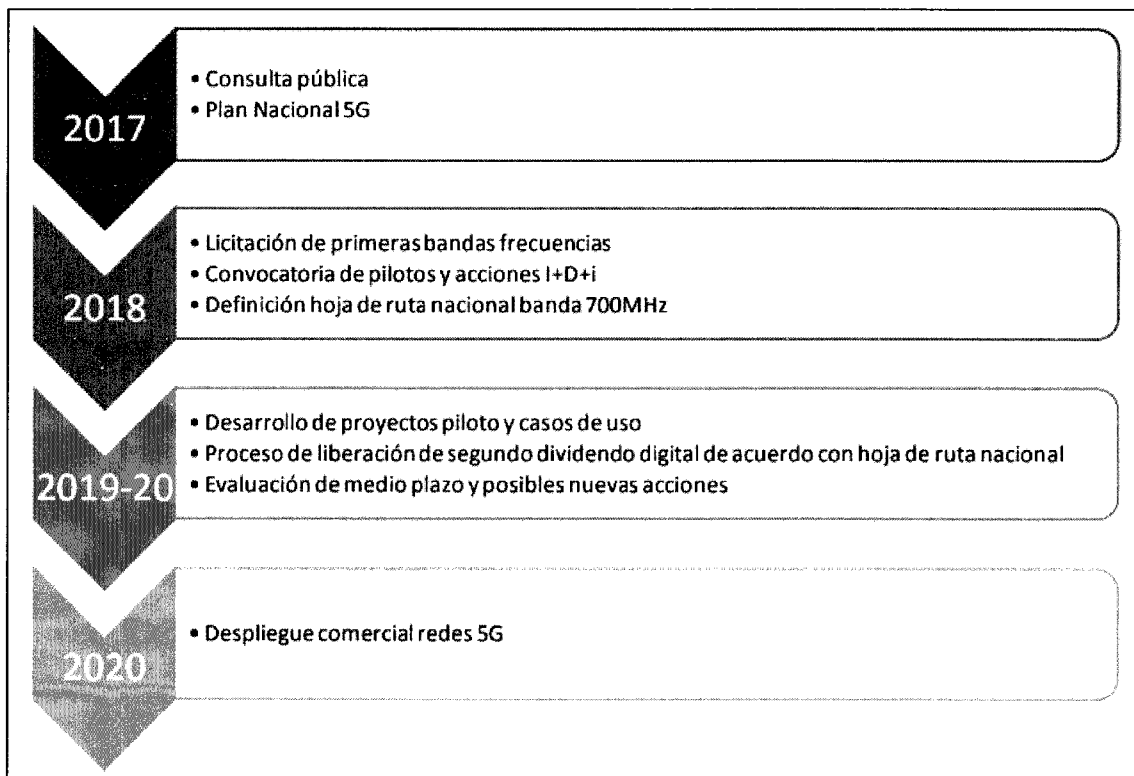 2017
• Consulta pública
• Plan Nacional 5G
2018
• Licitación de primeras bandas frecuencias
• Convocatoria de pilotos y acciones I+D+i
• Definición hoja de ruta nacional banda 700MHz
2019-20
• Desarrollo de proyectos piloto y casos de uso
• Proceso de liberación de segundo dividendo digital de acuerdo con hoja de ruta nacional
• Evaluación de medio plazo y posibles nuevas acciones
2020
• Despliegue comercial redes 5G